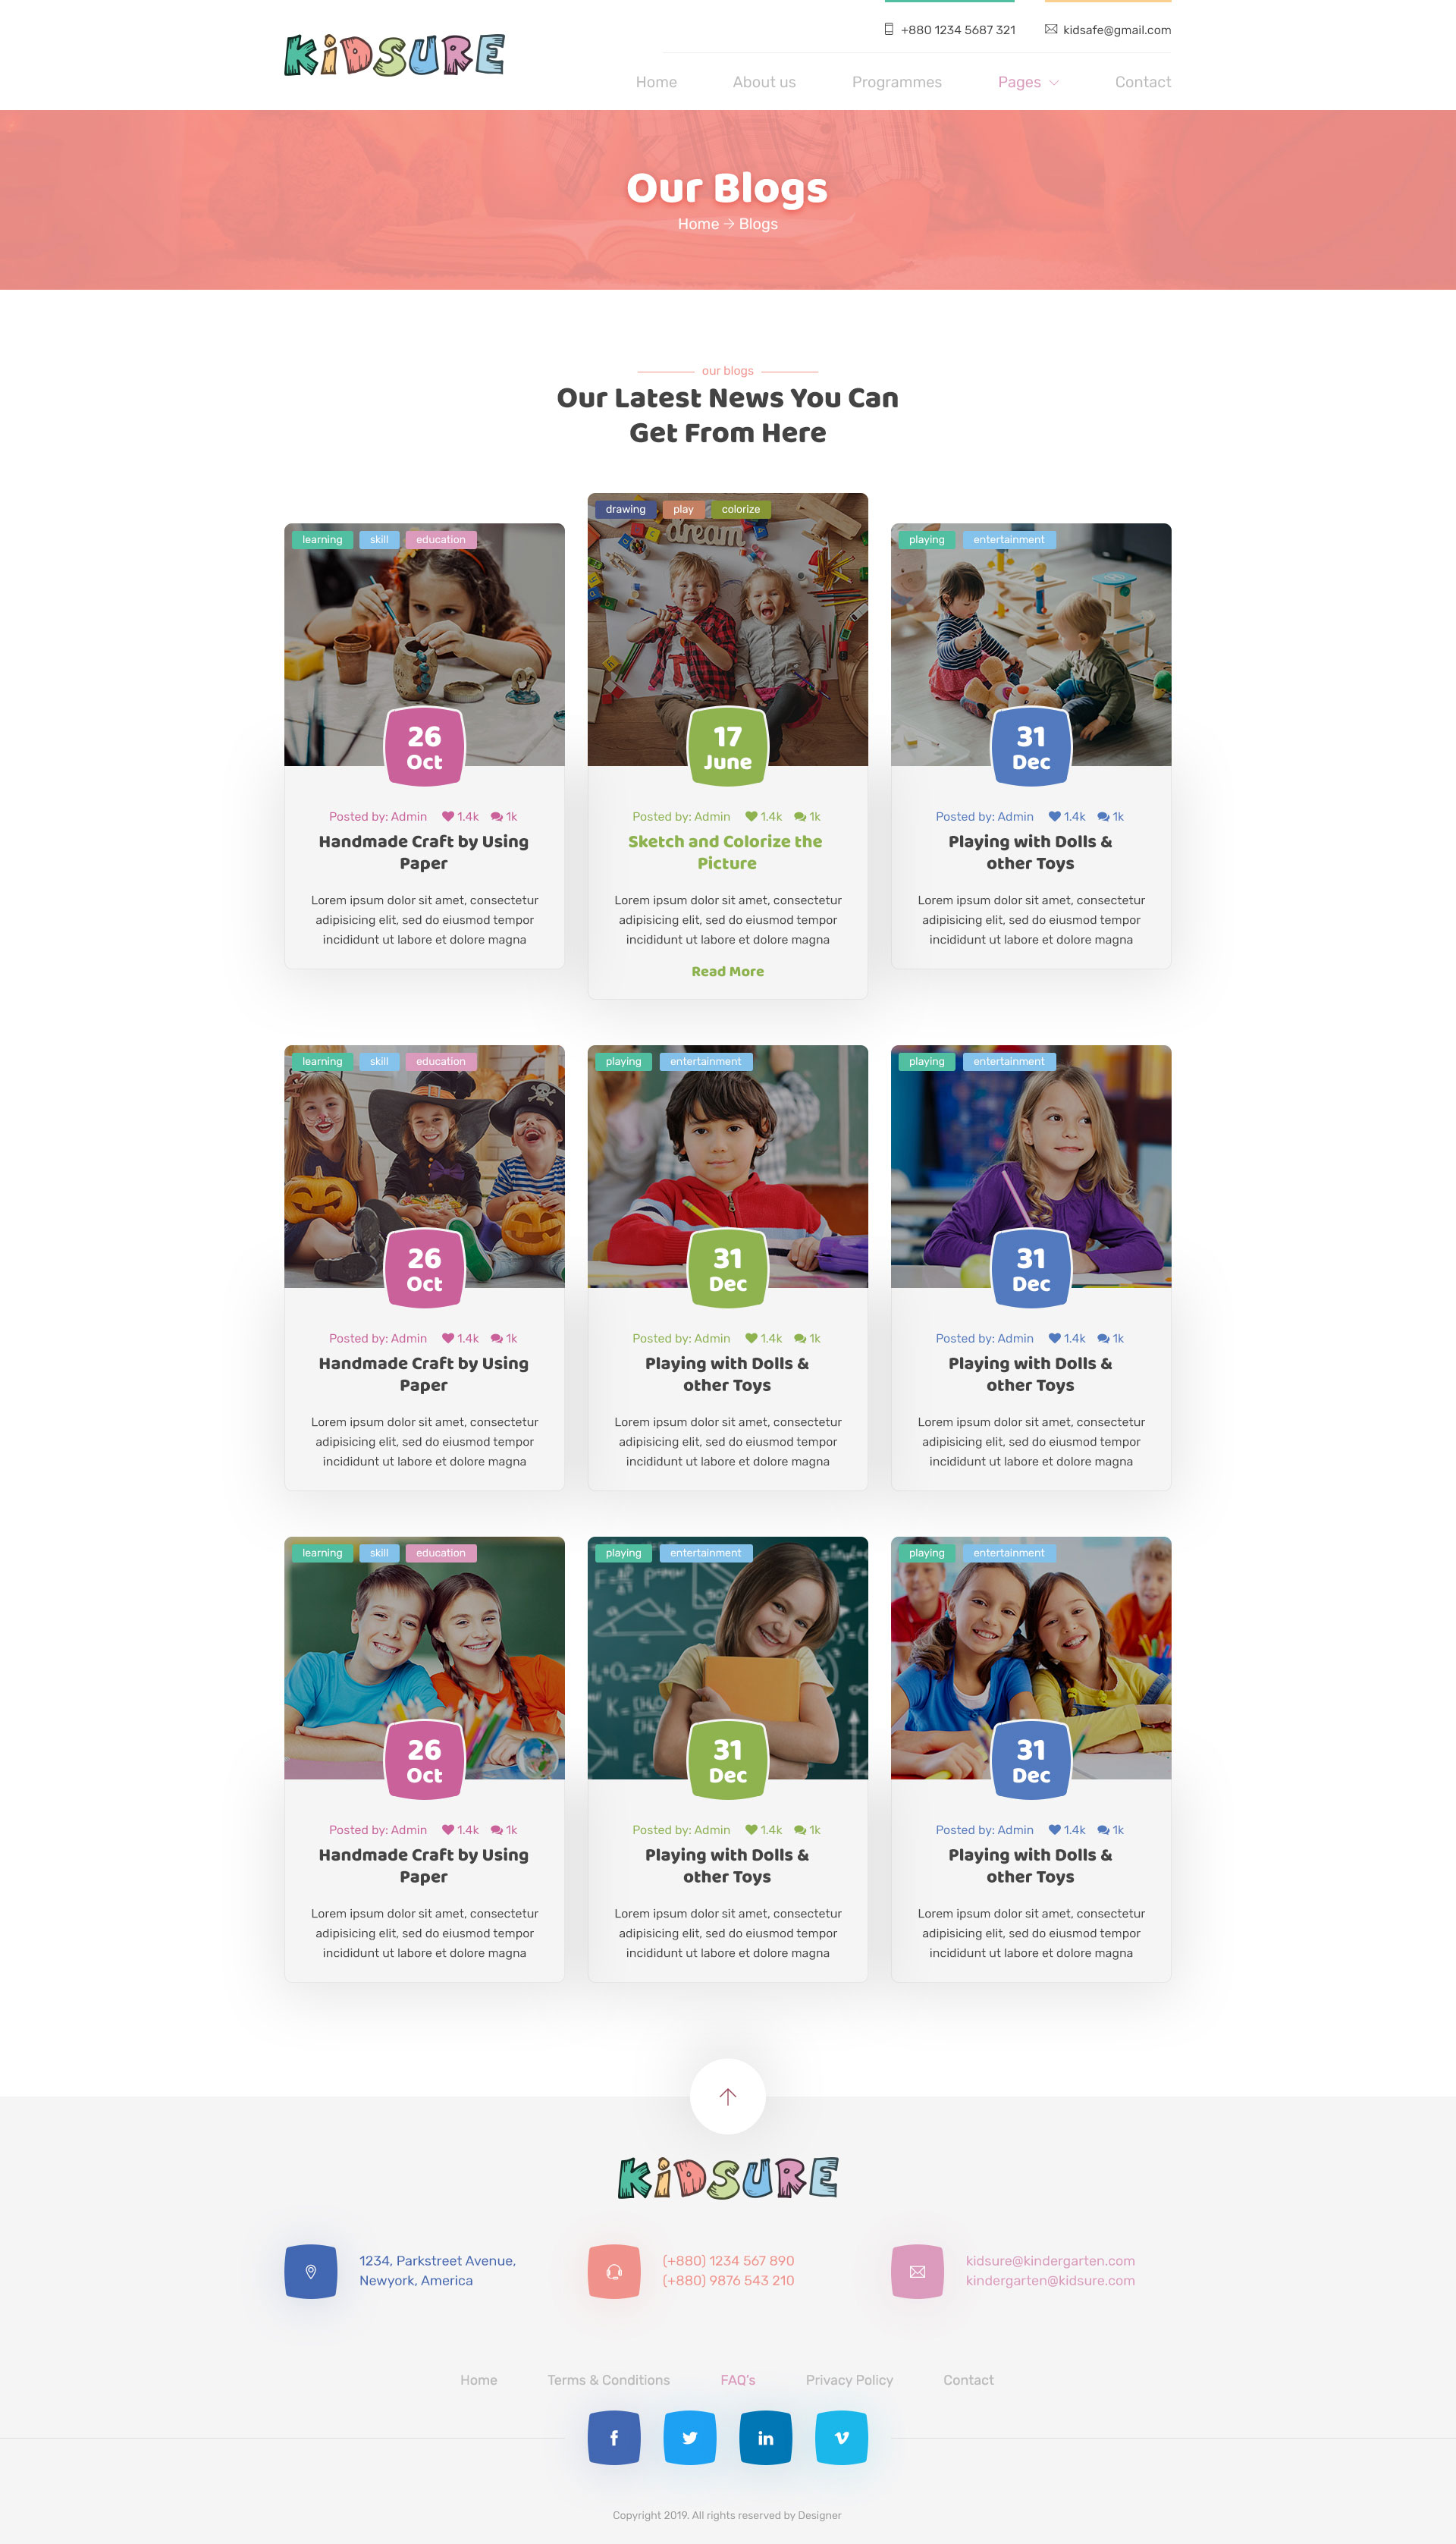 KiDSURE
+880 1234 5687 321
kidsafe@gmail.com
Home
About us
Programmes
Pages
Contact
Our Blogs
Home → Blogs
our blogs
Our Latest News You Can
Get From Here
learning
skill
education
26
Oct
Posted by: Admin 1.4k 1k
Handmade Craft by Using
Paper
Lorem ipsum dolor sit amet, consectetur
adipisicing elit, sed do eiusmod tempor
incididunt ut labore et dolore magna
drawing
play
colorize
dream
17
June
Posted by: Admin 1.4k 1k
Sketch and Colorize the
Picture
Lorem ipsum dolor sit amet, consectetur
adipisicing elit, sed do eiusmod tempor
incididunt ut labore et dolore magna
Read More
playing
entertainment
31
Dec
Posted by: Admin 1.4k 1k
Playing with Dolls &
other Toys
Lorem ipsum dolor sit amet, consectetur
adipisicing elit, sed do eiusmod tempor
incididunt ut labore et dolore magna
learning
skill
education
26
Oct
Posted by: Admin 1.4k 1k
Handmade Craft by Using
Paper
Lorem ipsum dolor sit amet, consectetur
adipisicing elit, sed do eiusmod tempor
incididunt ut labore et dolore magna
playing
entertainment
31
Dec
Posted by: Admin 1.4k 1k
Playing with Dolls &
other Toys
Lorem ipsum dolor sit amet, consectetur
adipisicing elit, sed do eiusmod tempor
incididunt ut labore et dolore magna
playing
entertainment
31
Dec
Posted by: Admin 1.4k 1k
Playing with Dolls &
other Toys
Lorem ipsum dolor sit amet, consectetur
adipisicing elit, sed do eiusmod tempor
incididunt ut labore et dolore magna
learning
skill
education
26
Oct
Posted by: Admin 1.4k 1k
Handmade Craft by Using
Paper
Lorem ipsum dolor sit amet, consectetur
adipisicing elit, sed do eiusmod tempor
incididunt ut labore et dolore magna
playing
entertainment
31
Dec
Posted by: Admin 1.4k 1k
Playing with Dolls &
other Toys
Lorem ipsum dolor sit amet, consectetur
adipisicing elit, sed do eiusmod tempor
incididunt ut labore et dolore magna
playing
entertainment
31
Dec
Posted by: Admin 1.4k 1k
Playing with Dolls &
other Toys
Lorem ipsum dolor sit amet, consectetur
adipisicing elit, sed do eiusmod tempor
incididunt ut labore et dolore magna
KiDSURE
1234, Parkstreet Avenue,
Newyork, America
(+880) 1234 567 890
(+880) 9876 543 210
kidsure@kindergarten.com
kindergarten@kidsure.com
Home
Terms & Conditions
FAQ's
Privacy Policy
Contact
Copyright 2019. All rights reserved by Designer